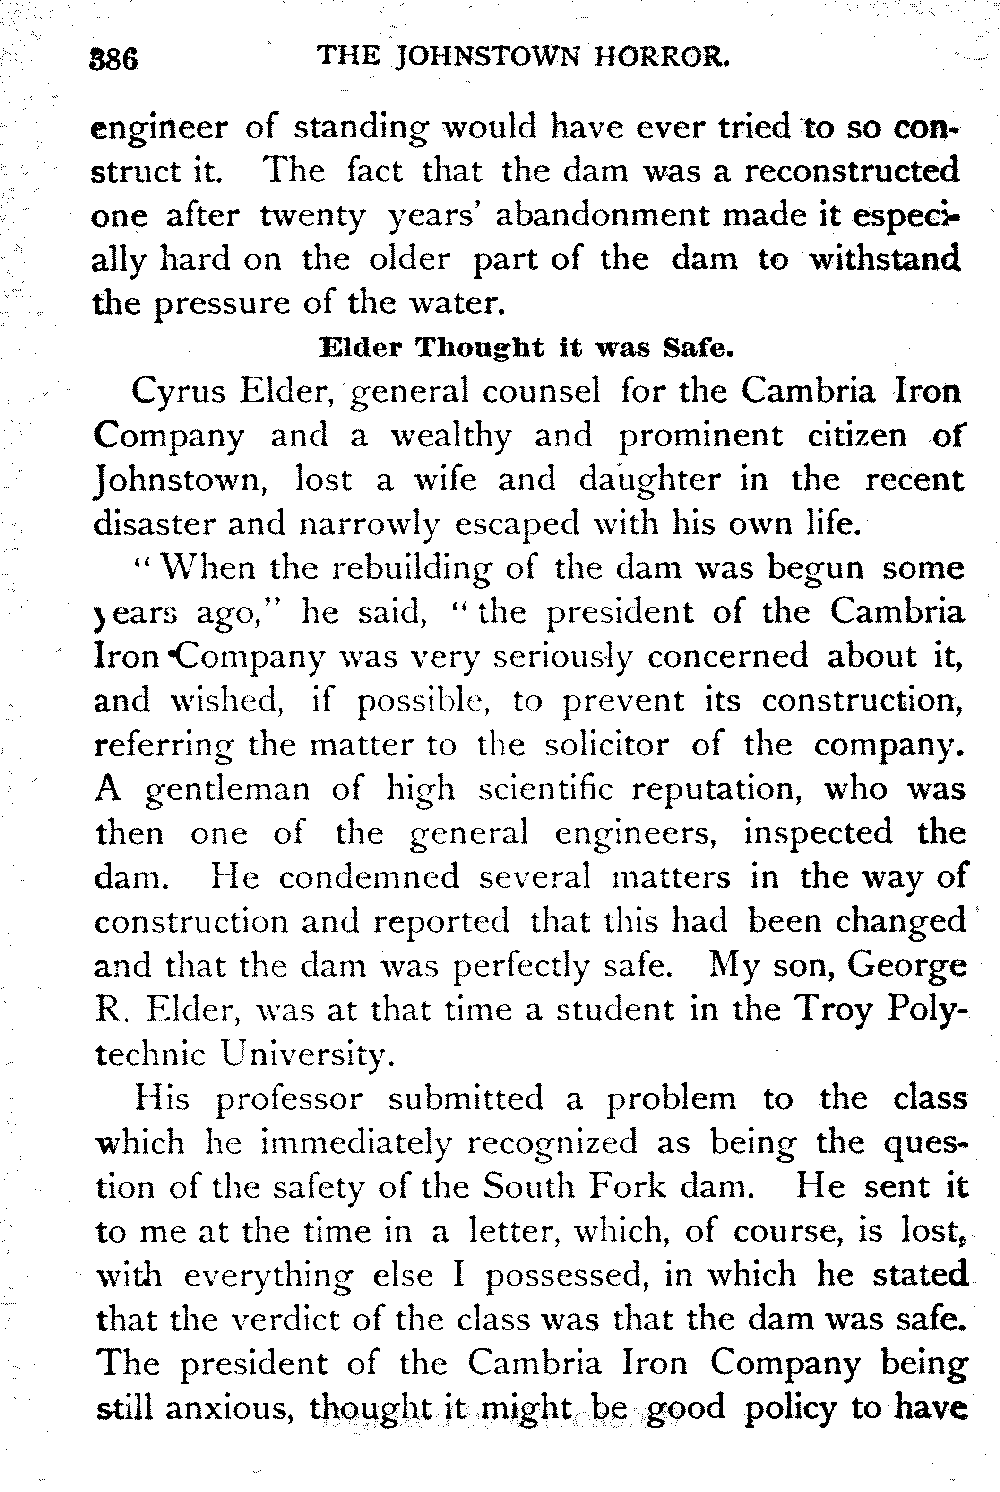 386 THE JOHNSTOWN HORROR.
engineer of standing would have ever tried to so con-
struct it. The fact that the dam was a reconstructed
one after twenty years' abandonment made it especi-
ally hard on the older part of the dam to withstand
the pressure of the water.
Elder Thought it was Safe.
Cyrus Elder, general counsel for the Cambria Iron
Company and a wealthy and prominent citizen of
Johnstown, lost a wife and daughter in the recent
disaster and narrowly escaped with his own life.
"When the rebuilding of the dam was begun some
years ago," he said, "the president of the Cambria
Iron Company was very seriously concerned about it,
and wished, if possible, to prevent its construction,
referring the matter to the solicitor of the company.
A gentleman of high scientific reputation, who was
then one of the general engineers, inspected the
dam. He condemned several matters in the way of
construction and reported that this had been changed
and that the dam was perfectly safe. My son, George
R. Elder, was at that time a student in the Troy Poly-
technic University.
His professor submitted a problem to the class
which he immediately recognized as being the ques-
tion of the safety of the South Fork dam. He sent it
to me at the time in a letter, which, of course, is lost,
with everything else I possessed, in which he stated
that the verdict of the class was that the dam was safe.
The president of the Cambria Iron Company being
still anxious, thought it might be good policy to have